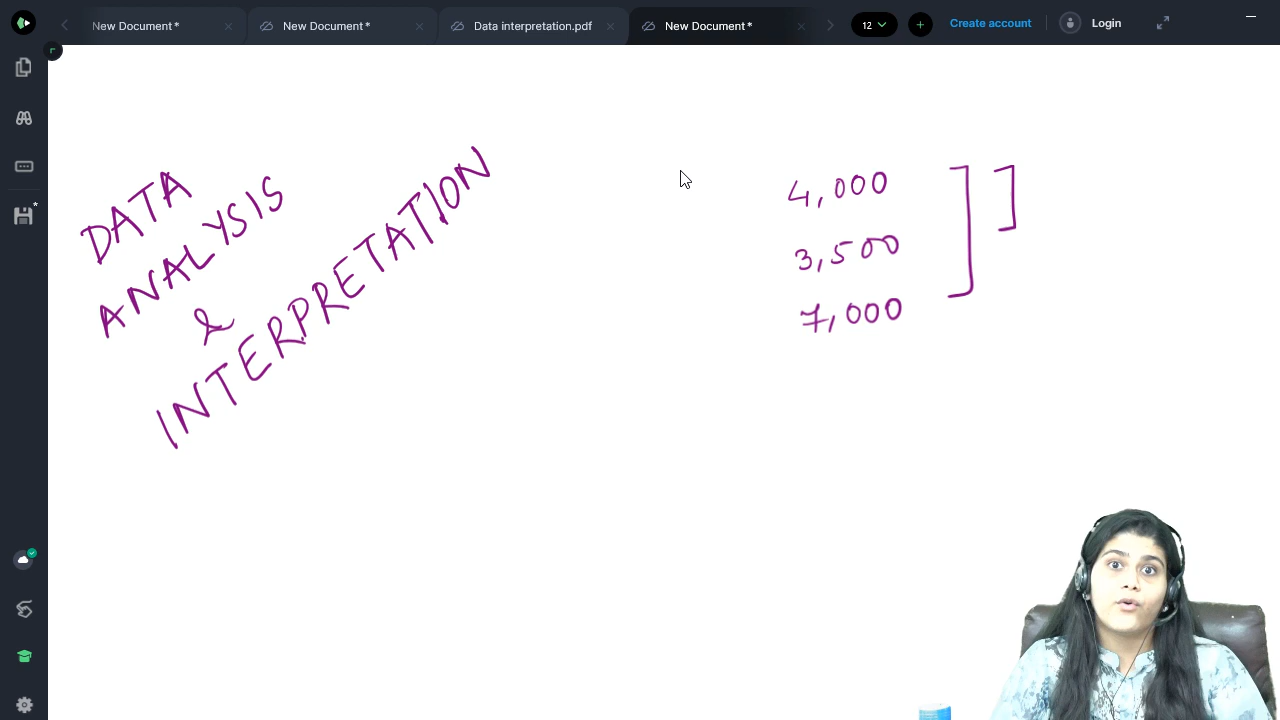 New Document *
New Document *
Data interpretation.pdf
New Document *
12
Create account
Login
DATA
ANALYSIS
&
INTERPRETATION
4,000
3,500
7,000